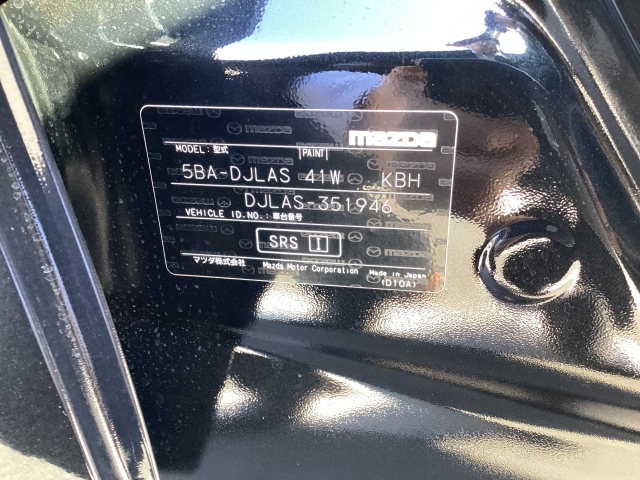 mazda
MODEL:型式 PAINT
5BA-DJLAS 41W KBH
DJLAS-351946
VEHICLE ID.NO.:車台番号
SRS I
マツダ株式会社 Mazda Motor Corporation Made in Japan
(D10A)